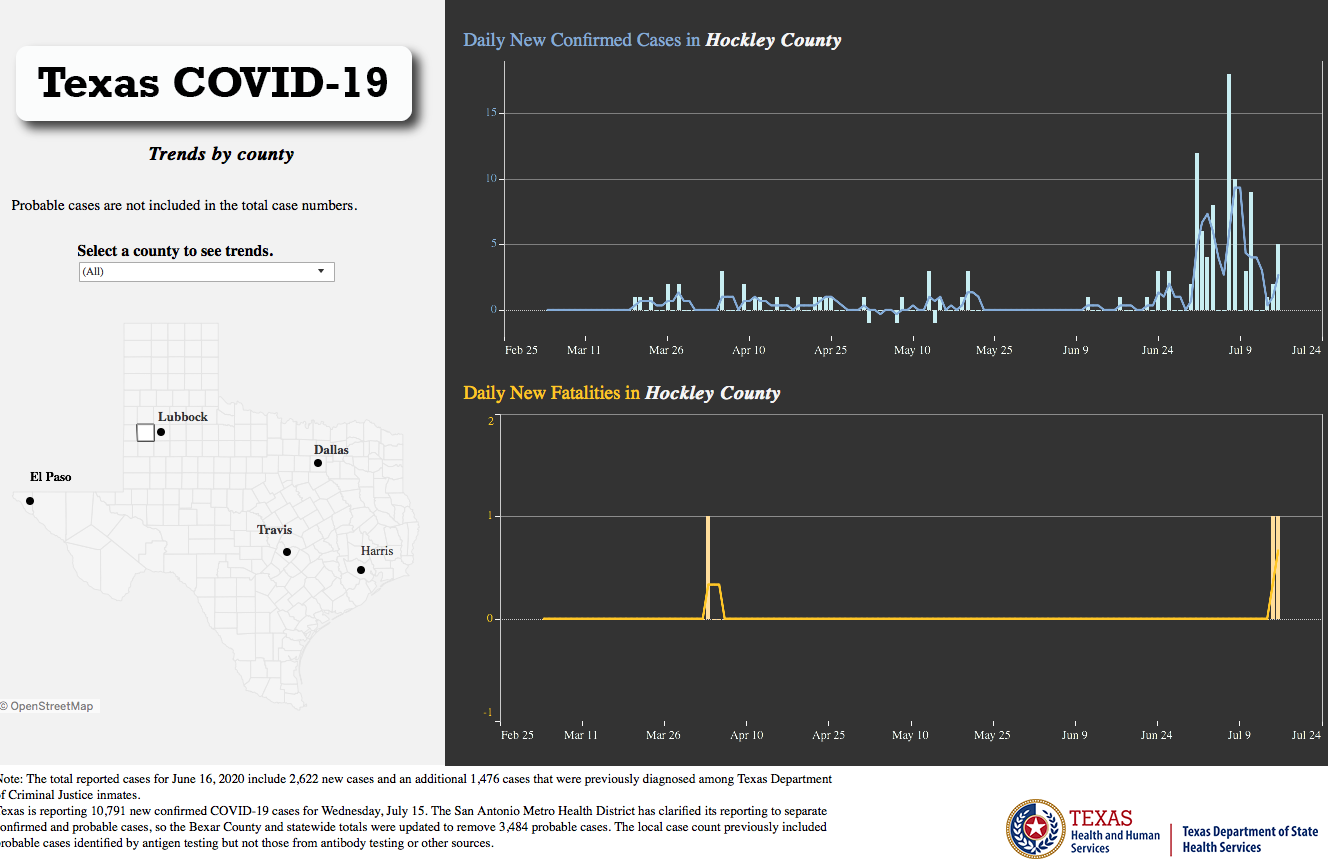 Texas COVID-19
Trends by county
Probable cases are not included in the total case numbers.
Select a county to see trends.
(All)
Lubbock
Dallas
El Paso
Travis
Harris
© OpenStreetMap
Daily New Confirmed Cases in Hockley County
15
10
5
0
Feb 25 Mar 11 Mar 26 Apr 10 Apr 25 May 10 May 25 Jun 9 Jun 24 Jul 9 Jul 24
Daily New Fatalities in Hockley County
2
1
0
-1
Feb 25 Mar 11 Mar 26 Apr 10 Apr 25 May 10 May 25 Jun 9 Jun 24 Jul 9 Jul 24
ote: The total reported cases for June 16, 2020 include 2,622 new cases and an additional 1,476 cases that were previously diagnosed among Texas Department
f Criminal Justice inmates.
exas is reporting 10,791 new confirmed COVID-19 cases for Wednesday, July 15. The San Antonio Metro Health District has clarified its reporting to separate
onfirmed and probable cases, so the Bexar County and statewide totals were updated to remove 3,484 probable cases. The local case count previously included
robable cases identified by antigen testing but not those from antibody testing or other sources.
TEXAS
Health and Human
Services
Texas Department of State
Health Services